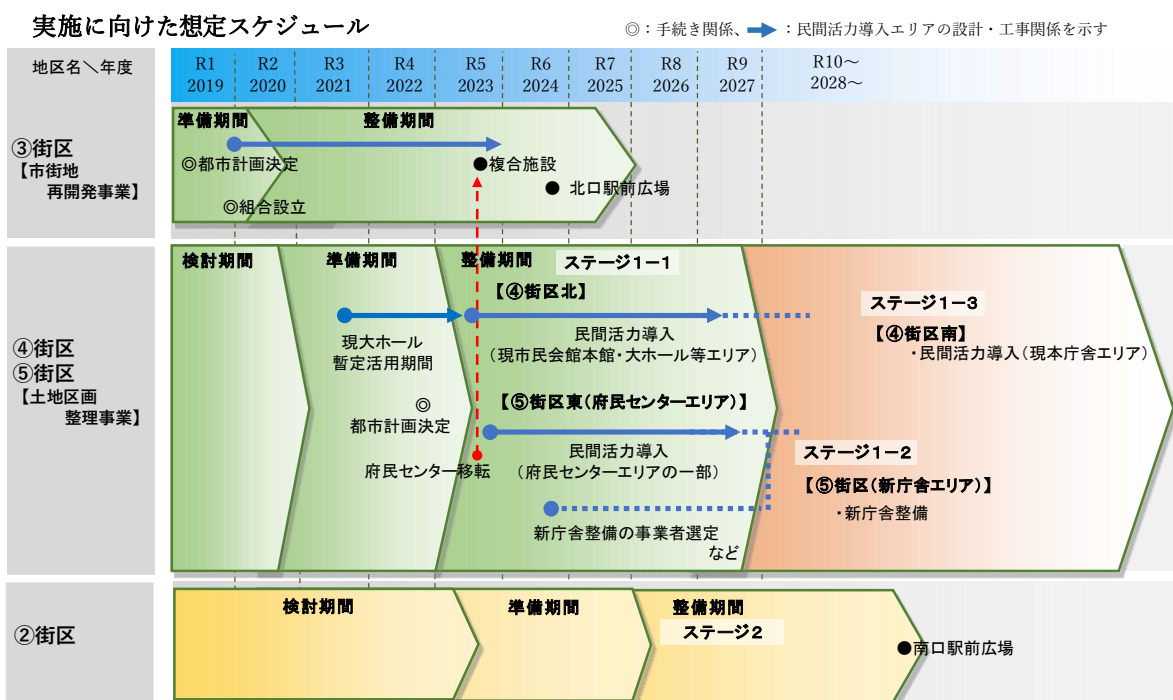 実施に向けた想定スケジュール
◎：手続き関係、 ：民間活力導入エリアの設計・工事関係を示す
地区名＼年度
R1 R2 R3 R4 R5 R6 R7 R8 R9 R10～
2019 2020 2021 2022 2023 2024 2025 2026 2027 2028～
③街区
【市街地
再開発事業】
準備期間 整備期間
◎都市計画決定
●複合施設
● 北口駅前広場
◎組合設立
④街区
⑤街区
【土地区画
整理事業】
検討期間 準備期間 整備期間 ステージ1－1
【④街区北】
現大ホール
暫定活用期間
民間活力導入
（現市民会館本館・大ホール等エリア）
◎
都市計画決定
【⑤街区東（府民センターエリア）】
府民センター移転
民間活力導入
（府民センターエリアの一部）
新庁舎整備の事業者選定
など
ステージ1－3
【④街区南】
・民間活力導入（現本庁舎エリア）
ステージ1－2
【⑤街区（新庁舎エリア）】
・新庁舎整備
②街区
検討期間 準備期間 整備期間
ステージ2
●南口駅前広場